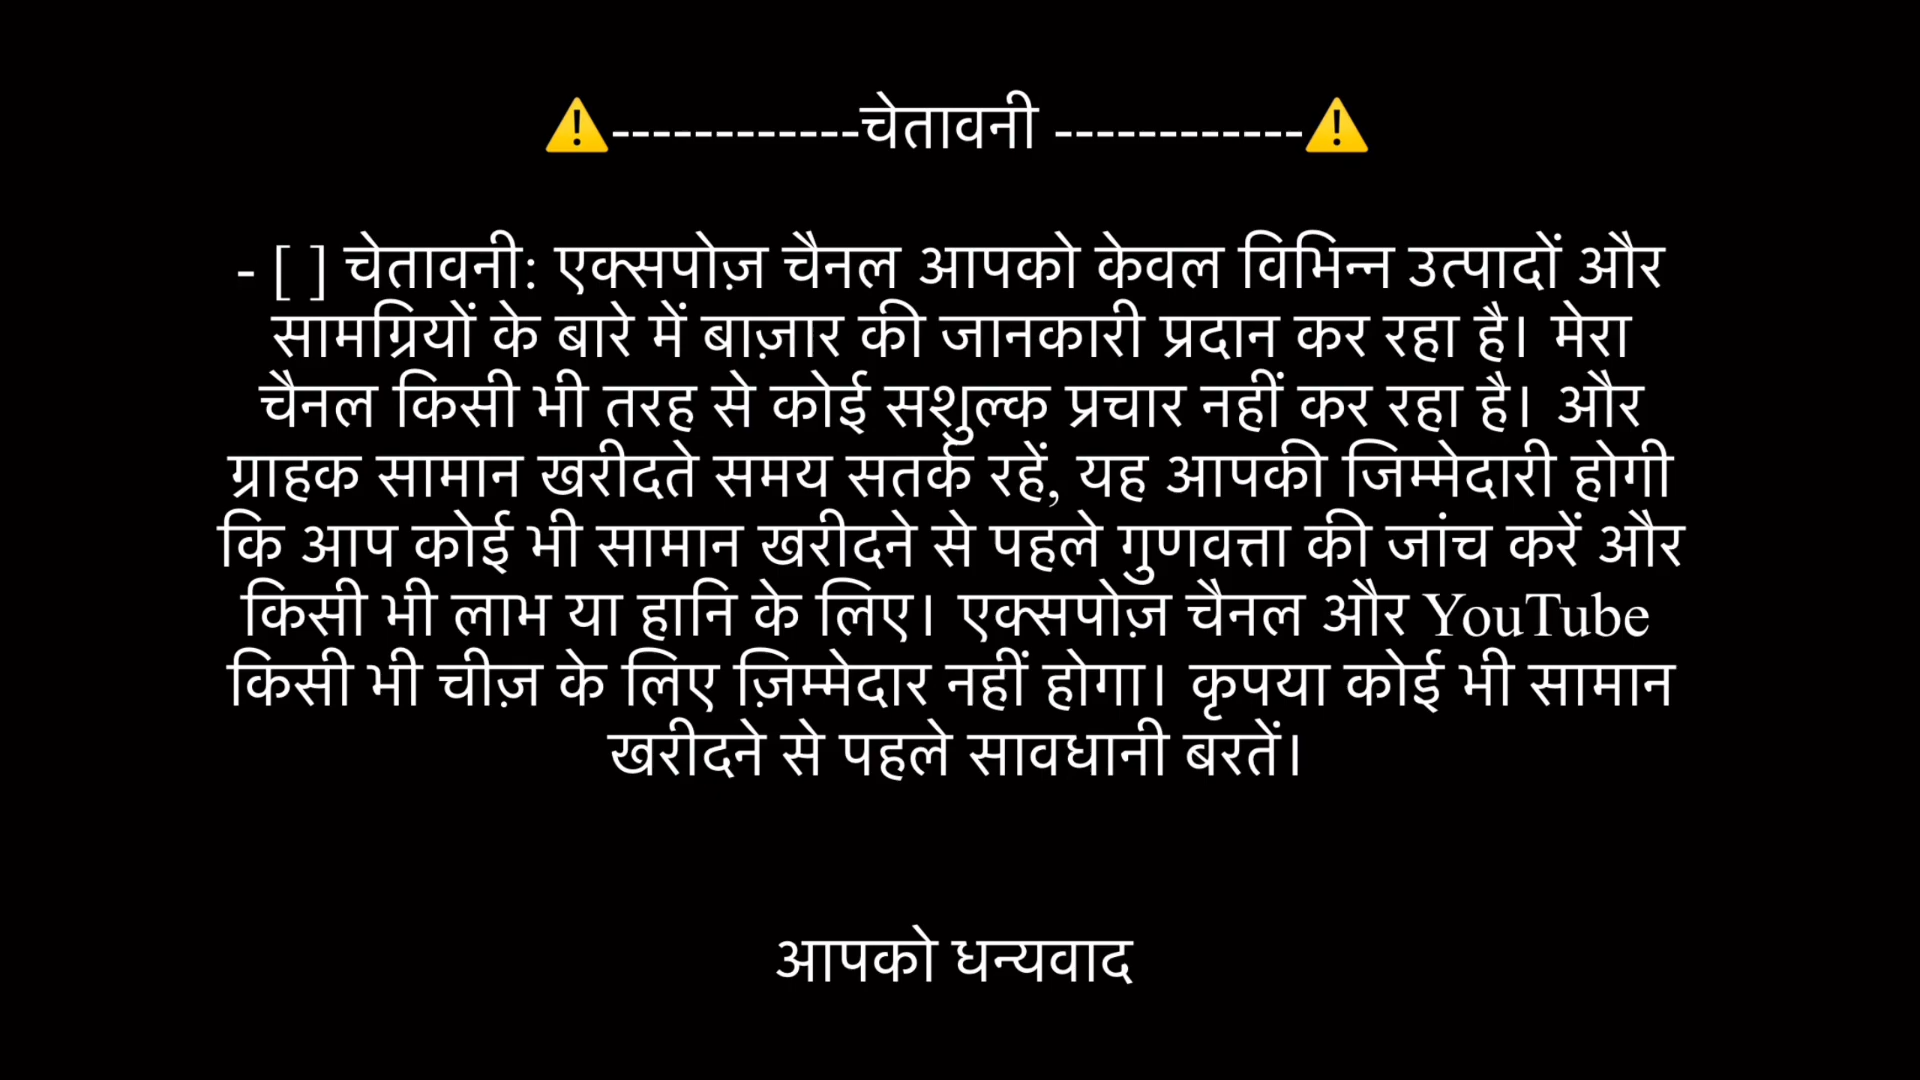 ⚠️------------चेतावनी ------------⚠️
- [ ] चेतावनी: एक्सपोज़ चैनल आपको केवल विभिन्न उत्पादों और
सामग्रियों के बारे में बाज़ार की जानकारी प्रदान कर रहा है। मेरा
चैनल किसी भी तरह से कोई सशुल्क प्रचार नहीं कर रहा है। और
ग्राहक सामान खरीदते समय सतर्क रहें, यह आपकी जिम्मेदारी होगी
कि आप कोई भी सामान खरीदने से पहले गुणवत्ता की जांच करें और
किसी भी लाभ या हानि के लिए। एक्सपोज़ चैनल और YouTube
किसी भी चीज़ के लिए ज़िम्मेदार नहीं होगा। कृपया कोई भी सामान
खरीदने से पहले सावधानी बरतें।
आपको धन्यवाद